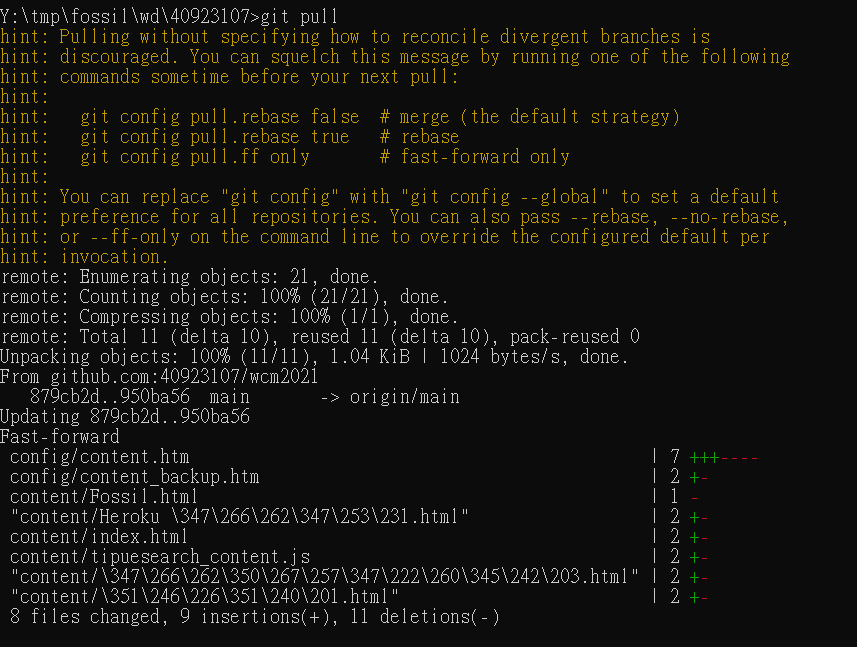 Y:\tmp\fossil\wd\40923107>git pull
hint: Pulling without specifying how to reconcile divergent branches is
hint: discouraged. You can squelch this message by running one of the following
hint: commands sometime before your next pull:
hint:
hint:   git config pull.rebase false  # merge (the default strategy)
hint:   git config pull.rebase true   # rebase
hint:   git config pull.ff only       # fast-forward only
hint:
hint: You can replace "git config" with "git config --global" to set a default
hint: preference for all repositories. You can also pass --rebase, --no-rebase,
hint: or --ff-only on the command line to override the configured default per
hint: invocation.
remote: Enumerating objects: 21, done.
remote: Counting objects: 100% (21/21), done.
remote: Compressing objects: 100% (1/1), done.
remote: Total 11 (delta 10), reused 11 (delta 10), pack-reused 0
Unpacking objects: 100% (11/11), 1.04 KiB | 1024 bytes/s, done.
From github.com:40923107/wcm2021
   879cb2d..950ba56  main       -> origin/main
Updating 879cb2d..950ba56
Fast-forward
 config/content.htm                                              | 7 +++----
 config/content_backup.htm                                       | 2 +-
 content/Fossil.html                                             | 1 -
 "content/Heroku \347\266\262\347\253\231.html"                  | 2 +-
 content/index.html                                              | 2 +-
 content/tipuesearch_content.js                                  | 2 +-
 "content/\347\266\262\350\267\257\347\222\260\345\242\203.html" | 2 +-
 "content/\351\246\226\351\240\201.html"                         | 2 +-
 8 files changed, 9 insertions(+), 11 deletions(-)